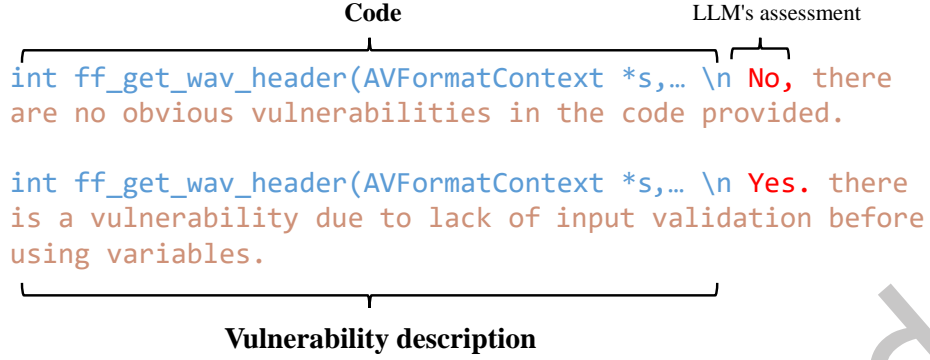 Code LLM's assessment
int ff_get_wav_header(AVFormatContext *s,… \n No, there
are no obvious vulnerabilities in the code provided.
int ff_get_wav_header(AVFormatContext *s,… \n Yes. there
is a vulnerability due to lack of input validation before
using variables.
Vulnerability description